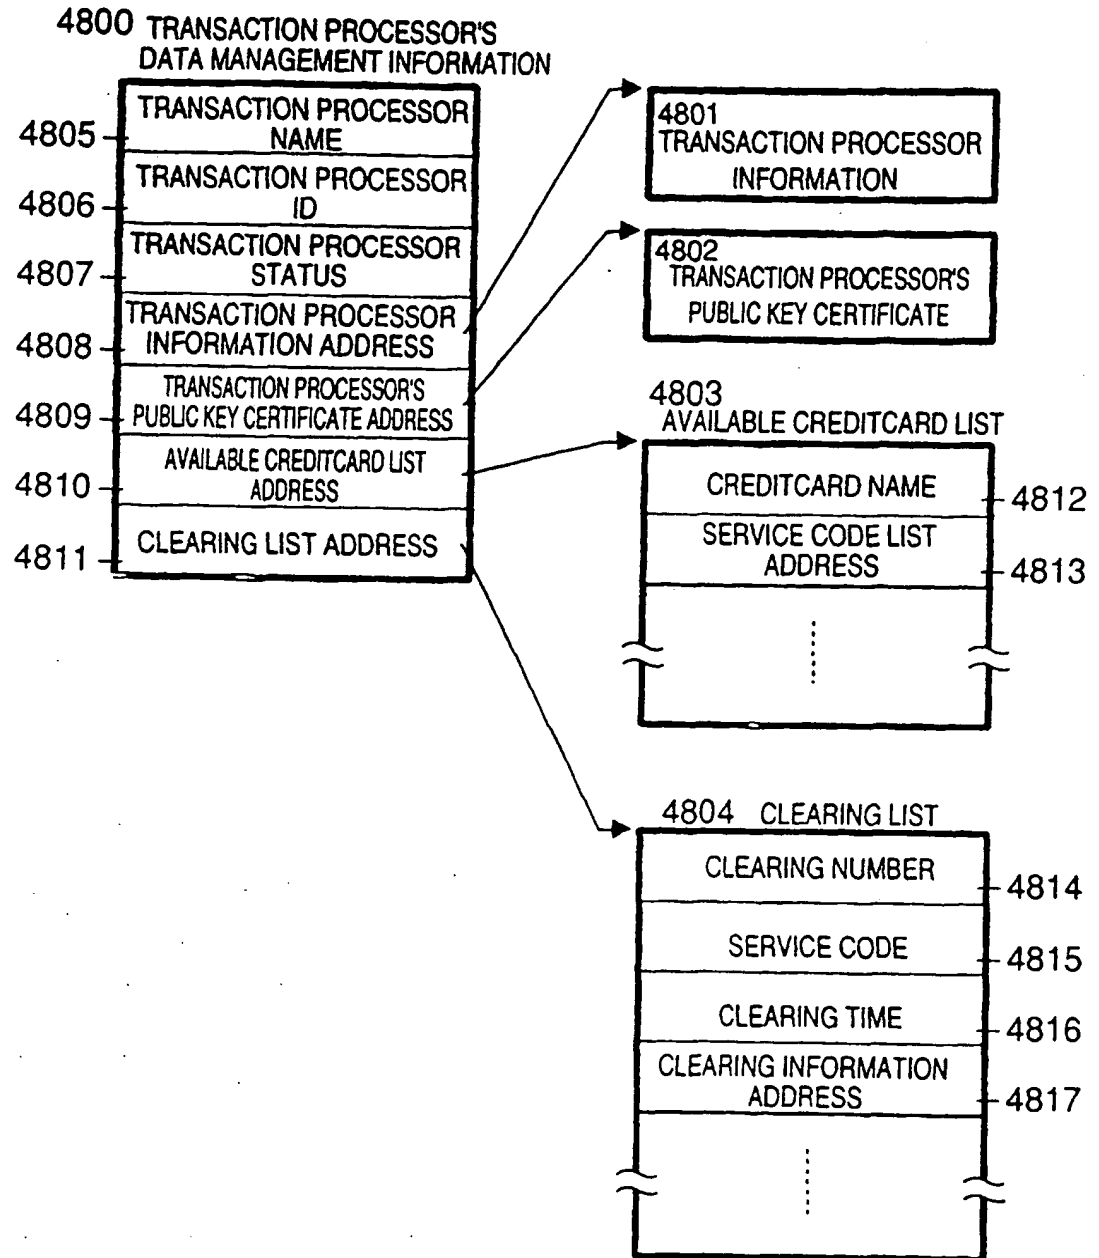 4800 TRANSACTION PROCESSOR'S
DATA MANAGEMENT INFORMATION
TRANSACTION PROCESSOR
NAME
4805
TRANSACTION PROCESSOR
ID
4806
TRANSACTION PROCESSOR
STATUS
4807
TRANSACTION PROCESSOR
INFORMATION ADDRESS
4808
TRANSACTION PROCESSOR'S
PUBLIC KEY CERTIFICATE ADDRESS
4809
AVAILABLE CREDITCARD LIST
ADDRESS
4810
CLEARING LIST ADDRESS
4811
4801
TRANSACTION PROCESSOR
INFORMATION
4802
TRANSACTION PROCESSOR'S
PUBLIC KEY CERTIFICATE
4803
AVAILABLE CREDITCARD LIST
CREDITCARD NAME
4812
SERVICE CODE LIST
ADDRESS
4813
4804 CLEARING LIST
CLEARING NUMBER
4814
SERVICE CODE
4815
CLEARING TIME
4816
CLEARING INFORMATION
ADDRESS
4817